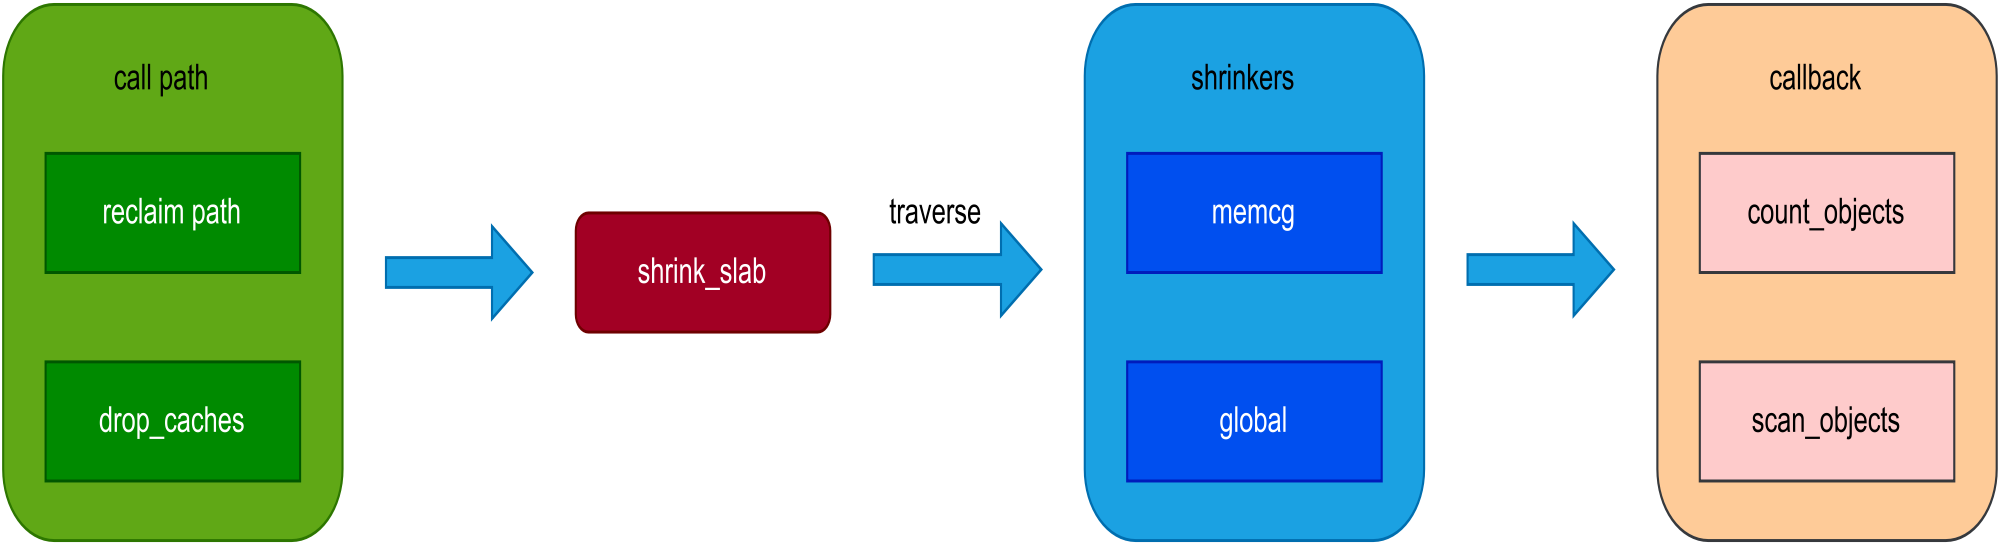 call path
reclaim path
drop_caches
shrink_slab
traverse
shrinkers
memcg
global
callback
count_objects
scan_objects